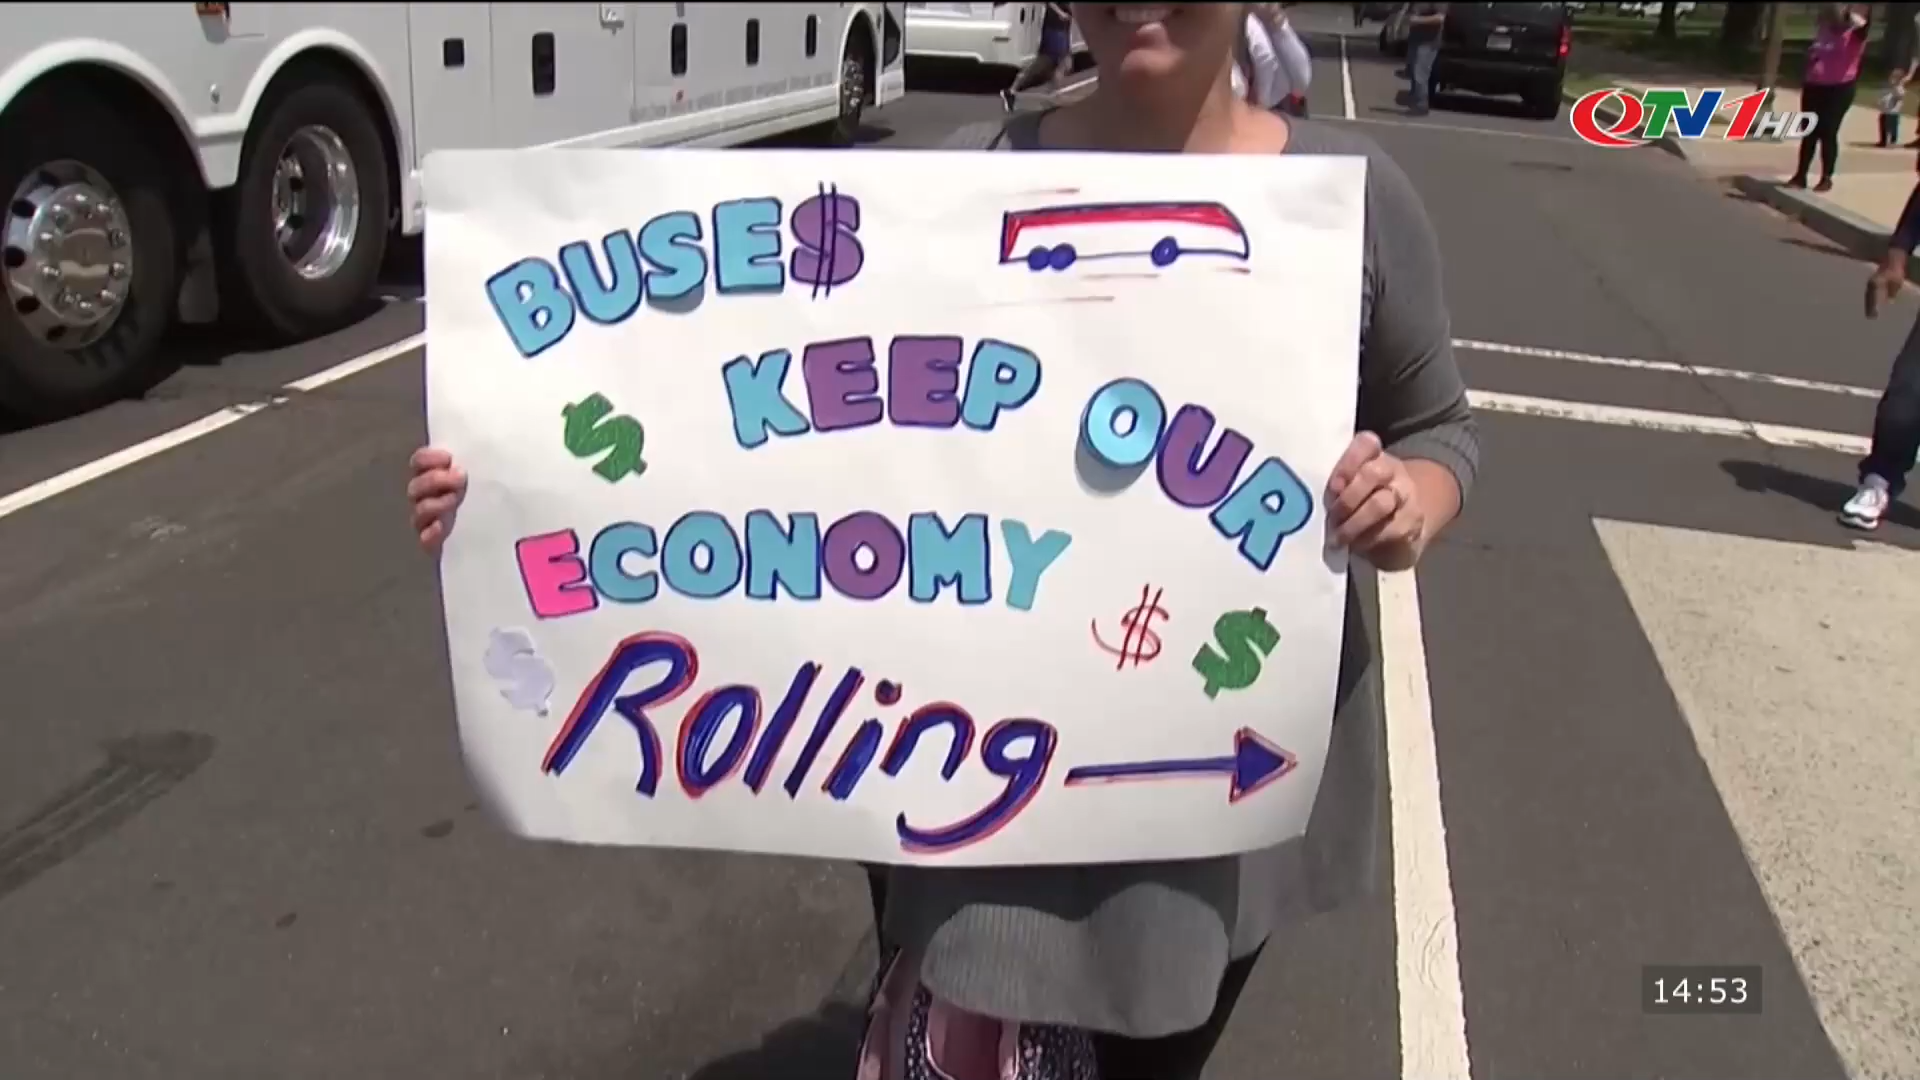 QTV1HD
BUSE$
KEEP OUR
$
ECONOMY
$ $ $
Rolling
14:53